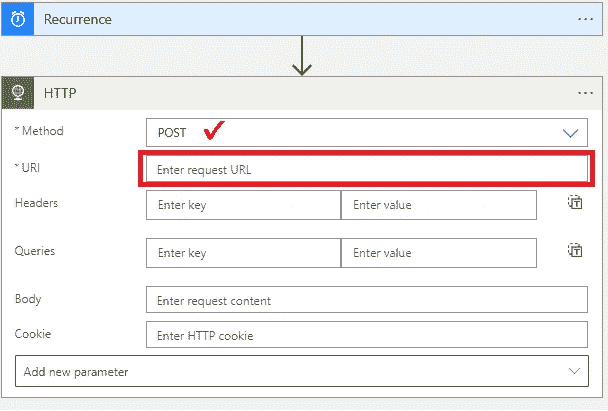 Recurrence
HTTP
* Method
POST
* URI
Enter request URL
Headers
Enter key
Enter value
Queries
Enter key
Enter value
Body
Enter request content
Cookie
Enter HTTP cookie
Add new parameter